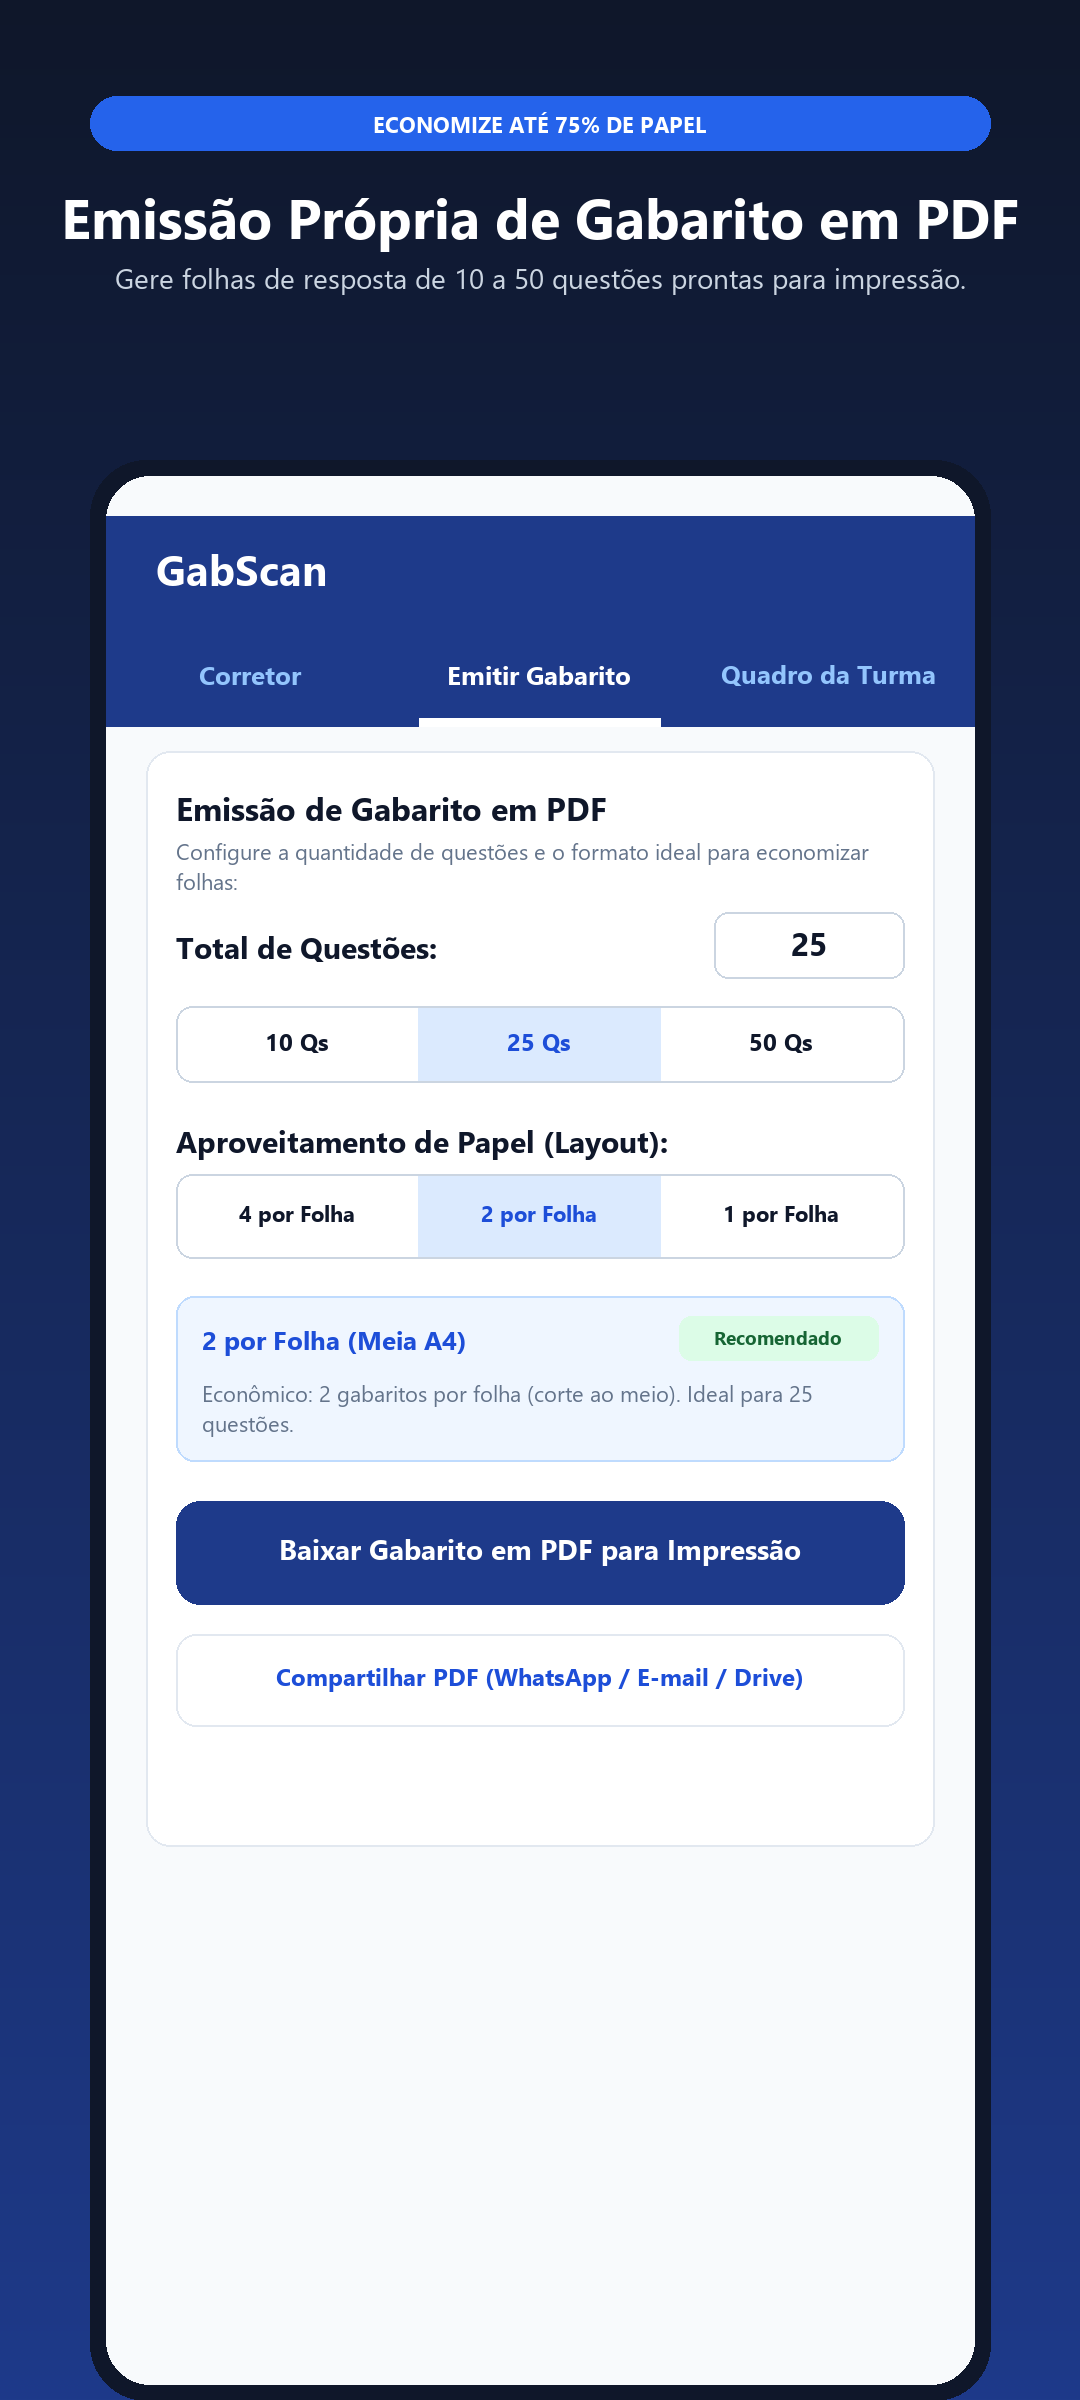 ECONOMIZE ATÉ 75% DE PAPEL
Emissão Própria de Gabarito em PDF
Gere folhas de resposta de 10 a 50 questões prontas para impressão.
GabScan
Corretor
Emitir Gabarito
Quadro da Turma
Emissão de Gabarito em PDF
Configure a quantidade de questões e o formato ideal para economizar
folhas:
Total de Questões:
25
10 Qs
25 Qs
50 Qs
Aproveitamento de Papel (Layout):
4 por Folha
2 por Folha
1 por Folha
2 por Folha (Meia A4)
Recomendado
Econômico: 2 gabaritos por folha (corte ao meio). Ideal para 25
questões.
Baixar Gabarito em PDF para Impressão
Compartilhar PDF (WhatsApp / E-mail / Drive)